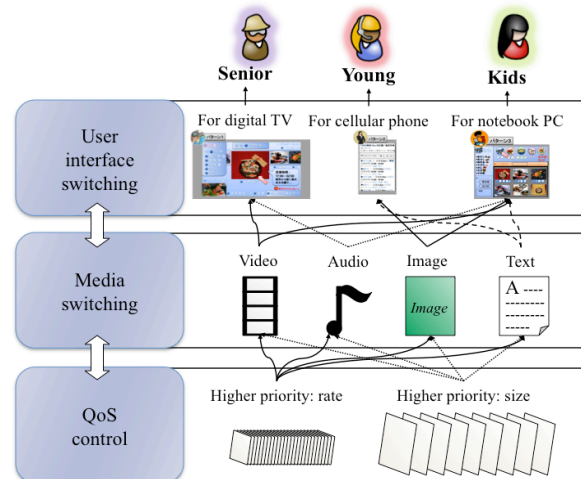 Senior
Young
Kids
User
interface
switching
For digital TV
For cellular phone
For notebook PC
Media
switching
Video
Audio
Image
Text
Image
A
QoS
control
Higher priority: rate
Higher priority: size